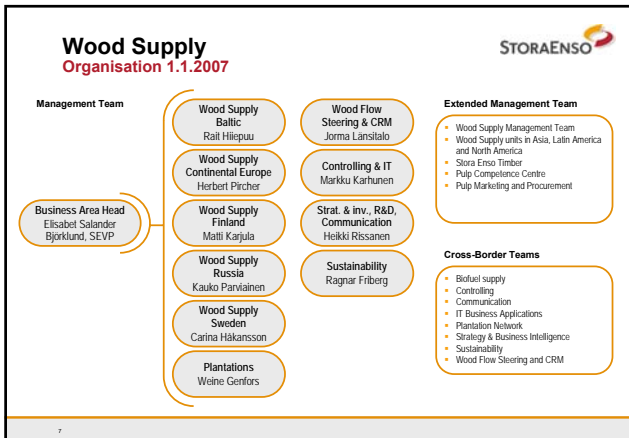 Wood Supply
Organisation 1.1.2007
STORAENSO
Management Team
Business Area Head
Elisabet Salander
Björklund, SEVP
Wood Supply
Baltic
Rait Hiiepuu
Wood Supply
Continental Europe
Herbert Pircher
Wood Supply
Finland
Matti Karjula
Wood Supply
Russia
Kauko Parviainen
Wood Supply
Sweden
Carina Håkansson
Plantations
Weine Genfors
Wood Flow
Steering & CRM
Jorma Länsitalo
Controlling & IT
Markku Karhunen
Strat. & inv., R&D,
Communication
Heikki Rissanen
Sustainability
Ragnar Friberg
Extended Management Team
Wood Supply Management Team
Wood Supply units in Asia, Latin America
and North America
Stora Enso Timber
Pulp Competence Centre
Pulp Marketing and Procurement
Cross-Border Teams
Biofuel supply
Controlling
Communication
IT Business Applications
Plantation Network
Strategy & Business Intelligence
Sustainability
Wood Flow Steering and CRM
7